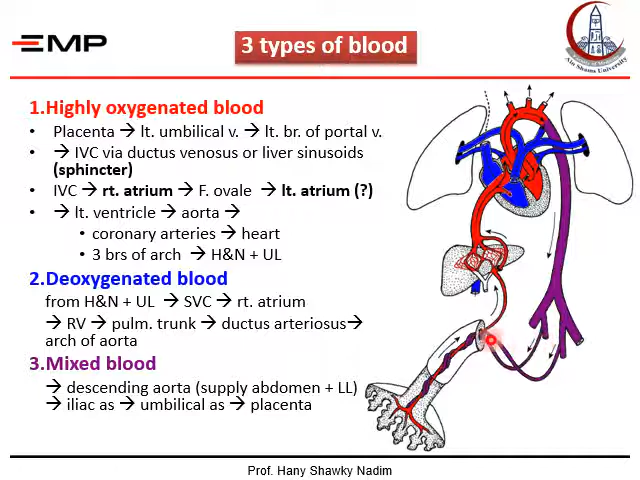 EMP
3 types of blood
Ain Shams University
1.Highly oxygenated blood
• Placenta → lt. umbilical v. → lt. br. of portal v.
• → IVC via ductus venosus or liver sinusoids
(sphincter)
IVC → rt. atrium → F. ovale → lt. atrium (?)
• → lt. ventricle → aorta →
• coronary arteries → heart
• 3 brs of arch → H&N + UL
2.Deoxygenated blood
from H&N + UL → SVC → rt. atrium
→ RV → pulm. trunk → ductus arteriosus→
arch of aorta
3.Mixed blood
→ descending aorta (supply abdomen + LL)
→ iliac as → umbilical as → placenta
Prof. Hany Shawky Nadim